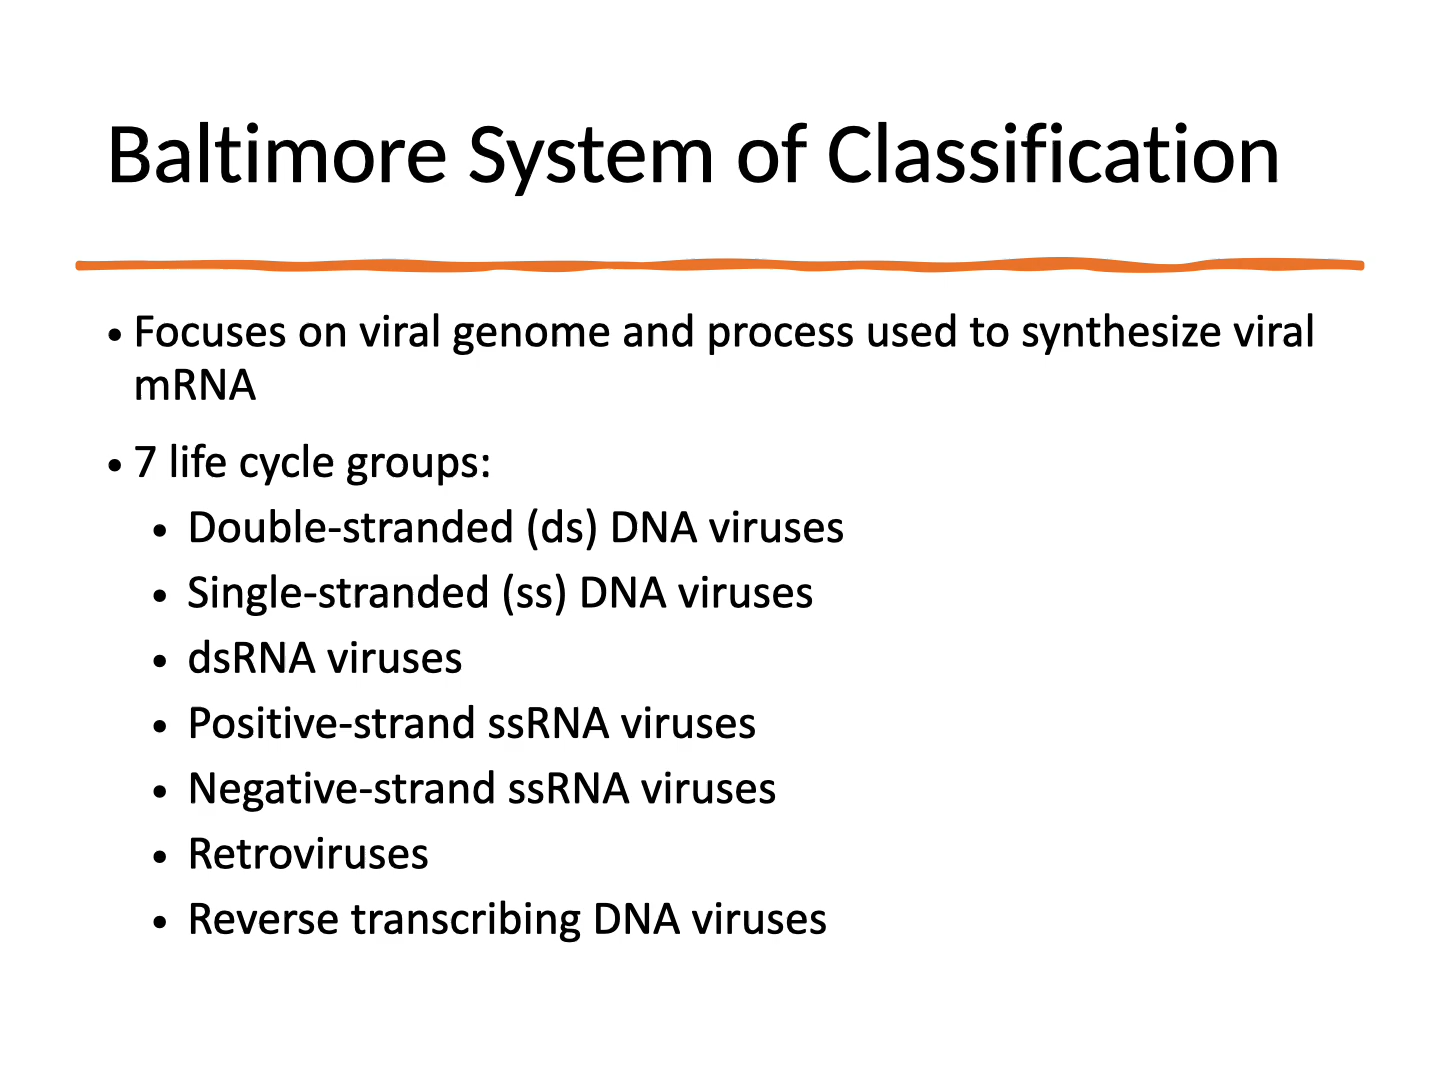 Baltimore System of Classification
• Focuses on viral genome and process used to synthesize viral
mRNA
• 7 life cycle groups:
• Double-stranded (ds) DNA viruses
• Single-stranded (ss) DNA viruses
• dsRNA viruses
• Positive-strand ssRNA viruses
• Negative-strand ssRNA viruses
• Retroviruses
• Reverse transcribing DNA viruses